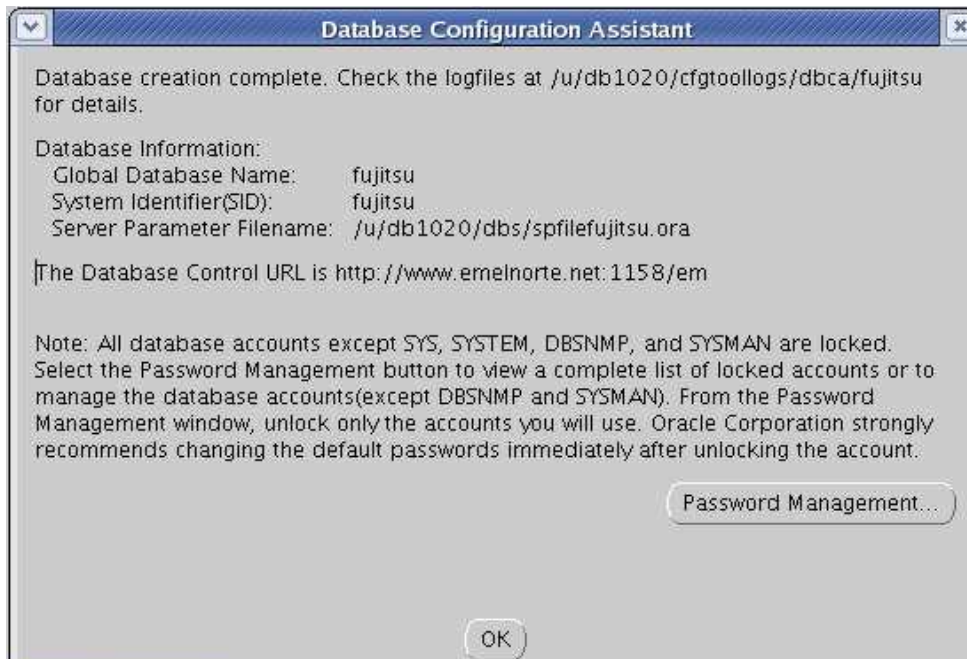 Database Configuration Assistant
Database creation complete. Check the logfiles at /u/db1020/cfgtoollogs/dbca/fujitsu
for details.
Database Information:
Global Database Name: fujitsu
System Identifier(SID): fujitsu
Server Parameter Filename: /u/db1020/dbs/spfilefujitsu.ora
The Database Control URL is http://www.emelnorte.net:1158/em
Note: All database accounts except SYS, SYSTEM, DBSNMP, and SYSMAN are locked.
Select the Password Management button to view a complete list of locked accounts or to
manage the database accounts(except DBSNMP and SYSMAN). From the Password
Management window, unlock only the accounts you will use. Oracle Corporation strongly
recommends changing the default passwords immediately after unlocking the account.
Password Management...
OK